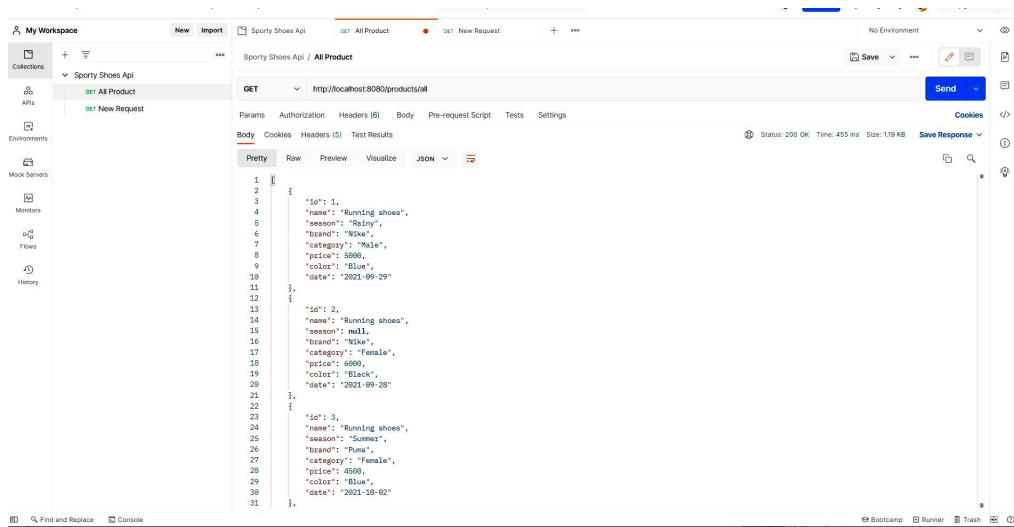 My Workspace New Import Sporty Shoes Api GET All Product GET New Request No Environment
Collections
APIs
Environments
Mock Servers
Monitors
Flows
History
Sporty Shoes Api
GET All Product
GET New Request
Sporty Shoes Api / All Product Save
GET http://localhost:8080/products/all Send
Params Authorization Headers (6) Body Pre-request Script Tests Settings Cookies
Body Cookies Headers (5) Test Results Status: 200 OK Time: 455 ms Size: 1.19 KB Save Response
Pretty Raw Preview Visualize JSON
1 [
2 {
3 "id": 1,
4 "name": "Running shoes",
5 "season": "Rainy",
6 "brand": "Nike",
7 "category": "Male",
8 "price": 5000,
9 "color": "Blue",
10 "date": "2021-09-29"
11 },
12 {
13 "id": 2,
14 "name": "Running shoes",
15 "season": null,
16 "brand": "Nike",
17 "category": "Female",
18 "price": 6000,
19 "color": "Black",
20 "date": "2021-09-28"
21 },
22 {
23 "id": 3,
24 "name": "Running shoes",
25 "season": "Summer",
26 "brand": "Puma",
27 "category": "Female",
28 "price": 4500,
29 "color": "Blue",
30 "date": "2021-10-02"
31 },
Find and Replace Console Bootcamp Runner Trash